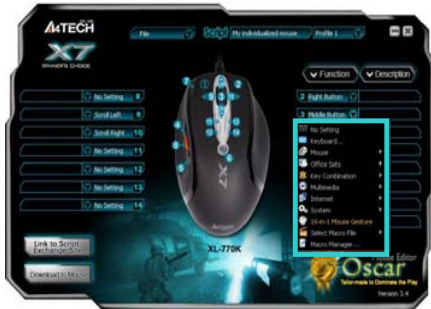 A4TECH
X7
WINNER'S CHOICE
File
Script
My individualized mouse
Profile 1
Function
Description
No Setting 8
Scroll Left 9
Scroll Right 10
No Setting 11
No Setting 12
No Setting 13
No Setting 14
2 Right Button
3 Middle Button
No Setting
Keyboard...
Mouse
Office Sets
Key Combination
Multimedia
Internet
System
16-in-1 Mouse Gesture
Select Macro File
Macro Manager...
X7
A4TECH
XL-770K
Link to Script
Exchange Site
Download to Mouse
Mouse Editor
Oscar
Tailor-made to Dominate the Play
Version 3.4